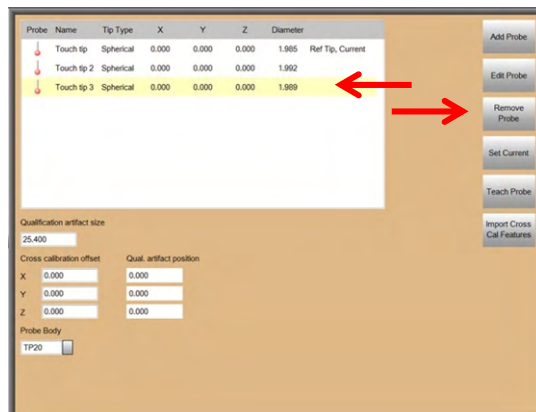 Probe Name Tip Type X Y Z Diameter
Touch tip Spherical 0.000 0.000 0.000 1.985 Ref Tip, Current
Touch tip 2 Spherical 0.000 0.000 0.000 1.992
Touch tip 3 Spherical 0.000 0.000 0.000 1.989
Add Probe
Edit Probe
Remove
Probe
Set Current
Teach Probe
Import Cross
Cal Features
Qualification artifact size
25.400
Cross calibration offset Qual. artifact position
X 0.000 0.000
Y 0.000 0.000
Z 0.000 0.000
Probe Body
TP20